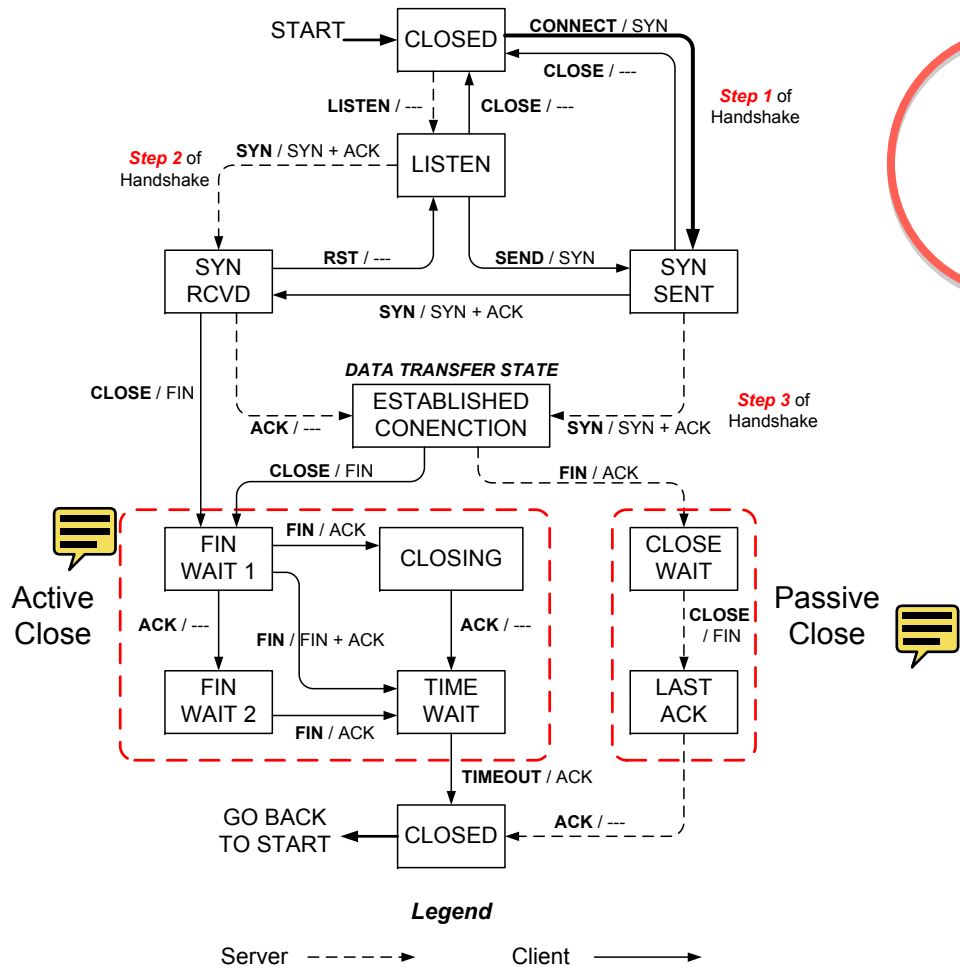 START
CLOSED
CONNECT / SYN
CLOSE / ---
Step 1 of
Handshake
LISTEN / ---
CLOSE / ---
SYN / SYN + ACK
Step 2 of
Handshake
LISTEN
RST / ---
SEND / SYN
SYN
RCVD
SYN
SENT
SYN / SYN + ACK
DATA TRANSFER STATE
CLOSE / FIN
ESTABLISHED
CONENCTION
ACK / ---
SYN / SYN + ACK
Step 3 of
Handshake
CLOSE / FIN
FIN / ACK
FIN
WAIT 1
FIN / ACK
CLOSING
CLOSE
WAIT
Active
Close
Passive
Close
ACK / ---
FIN / FIN + ACK
ACK / ---
CLOSE
/ FIN
FIN
WAIT 2
FIN / ACK
TIME
WAIT
LAST
ACK
TIMEOUT / ACK
GO BACK
TO START
CLOSED
ACK / ---
Legend
Server
Client